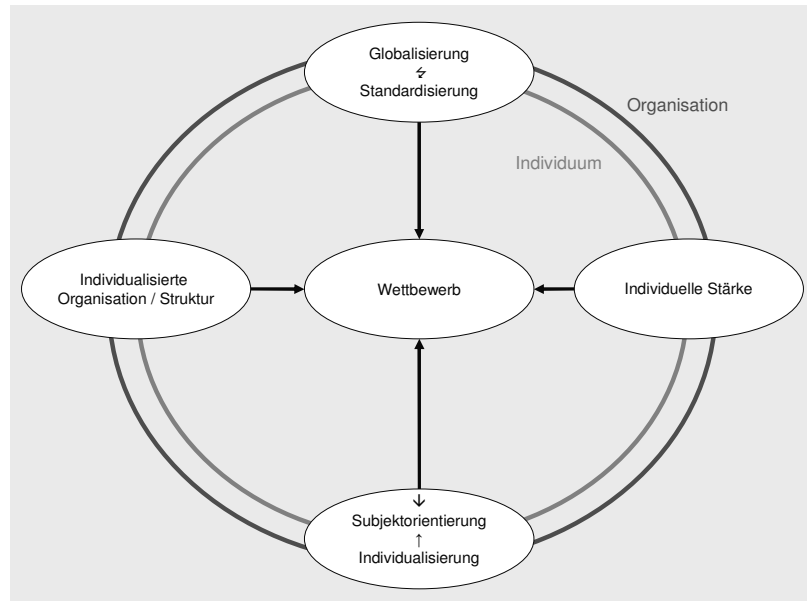 Globalisierung
↯
Standardisierung
Organisation
Individuum
Individualisierte
Organisation / Struktur
Wettbewerb
Individuelle Stärke
↓
Subjektorientierung
↑
Individualisierung